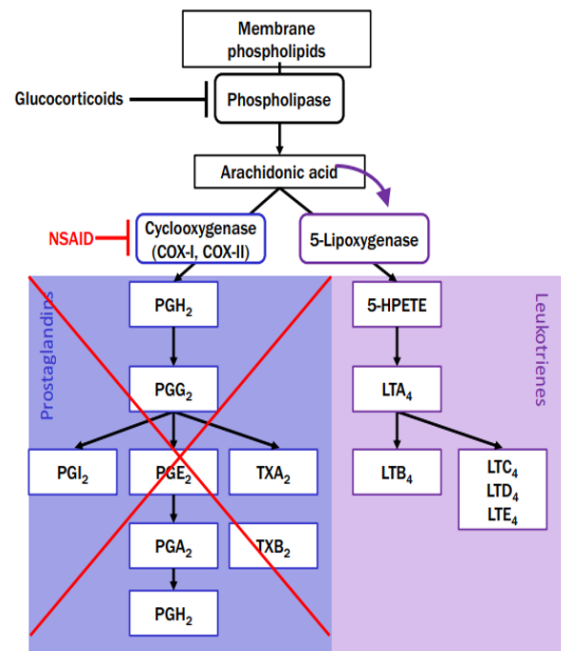 Membrane
phospholipids
Glucocorticoids
Phospholipase
Arachidonic acid
NSAID
Cyclooxygenase
(COX-I, COX-II)
5-Lipoxygenase
Prostaglandins
Leukotrienes
PGH₂
5-HPETE
PGG₂
LTA₄
PGI₂
PGE₂
TXA₂
LTB₄
LTC₄
LTD₄
LTE₄
PGA₂
TXB₂
PGH₂